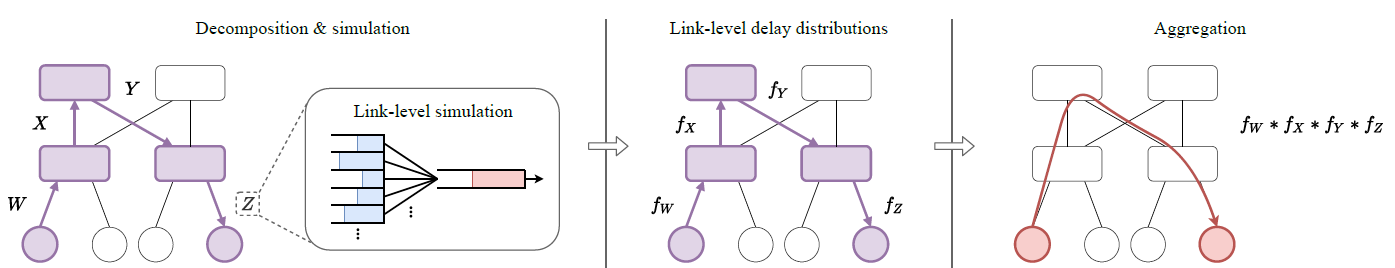 Decomposition & simulation
Y
X
W
Z
Link-level simulation
Link-level delay distributions
f_Y
f_X
f_W
f_Z
Aggregation
f_W * f_X * f_Y * f_Z